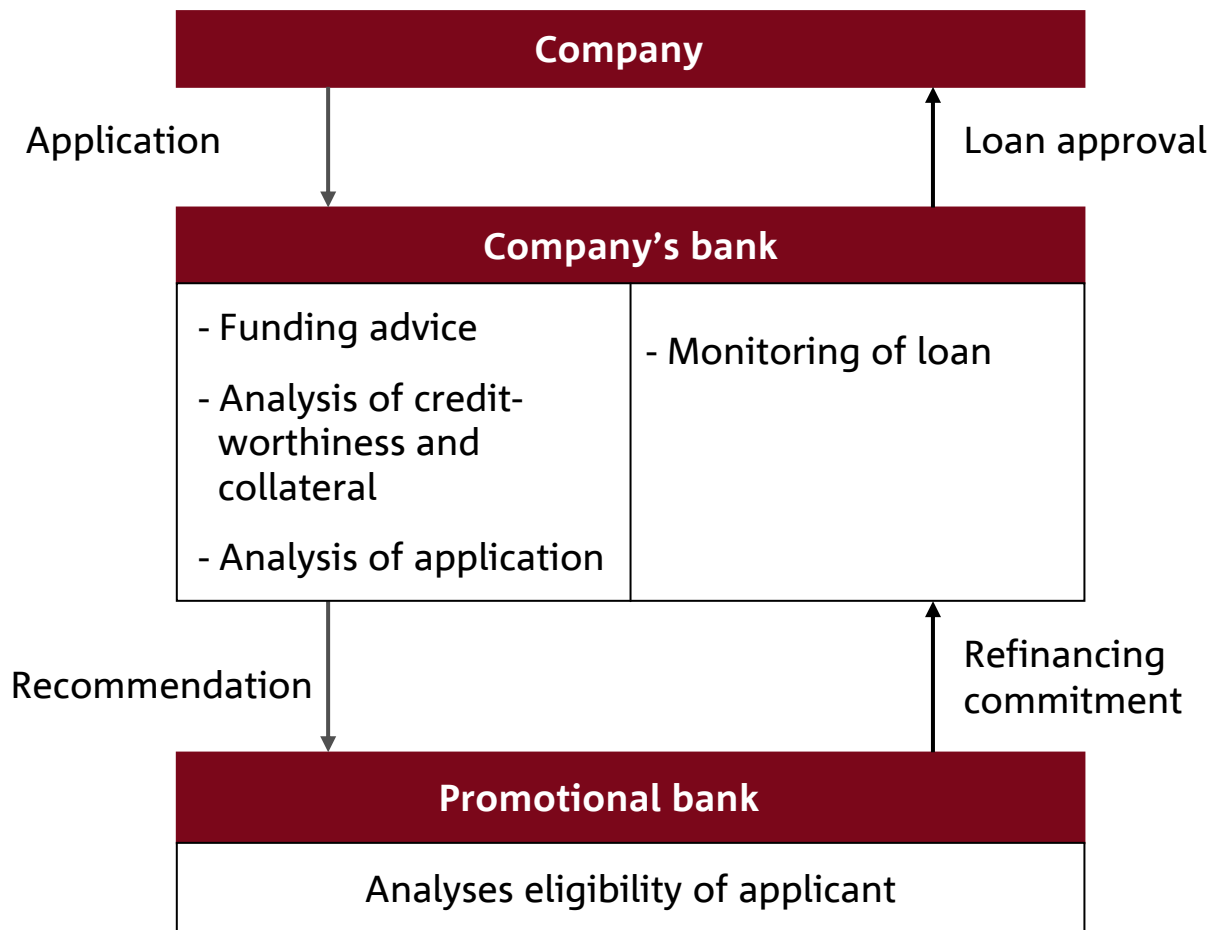 Company
Application
Loan approval
Company’s bank
- Funding advice
- Analysis of credit-
worthiness and
collateral
- Analysis of application
- Monitoring of loan
Recommendation
Refinancing
commitment
Promotional bank
Analyses eligibility of applicant